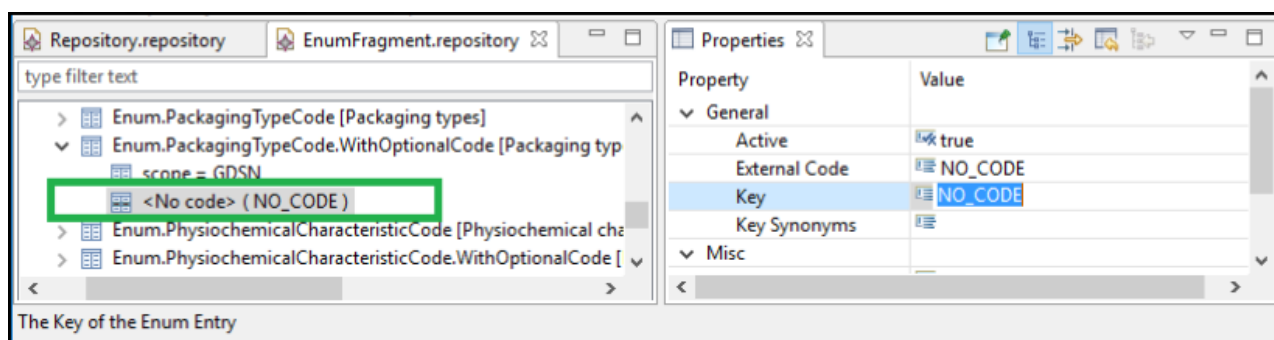 Repository.repository
EnumFragment.repository
type filter text
Enum.PackagingTypeCode [Packaging types]
Enum.PackagingTypeCode.WithOptionalCode [Packaging typ
scope = GDSN
<No code> ( NO_CODE )
Enum.PhysiochemicalCharacteristicCode [Physiochemical cha
Enum.PhysiochemicalCharacteristicCode.WithOptionalCode [
Properties
Property Value
General
Active true
External Code NO_CODE
Key NO_CODE
Key Synonyms
Misc
The Key of the Enum Entry